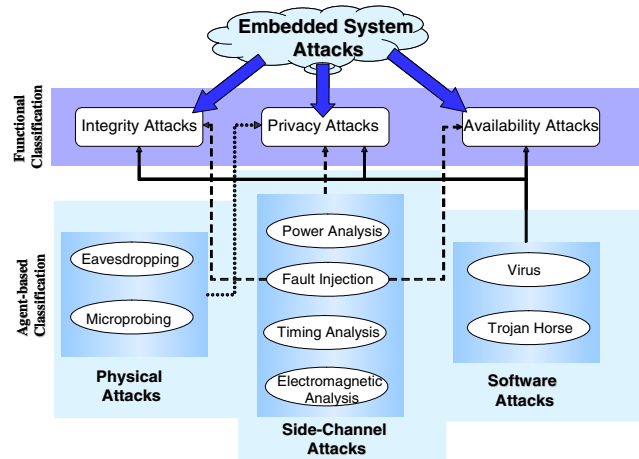 Embedded System
Attacks
Functional
Classification
Integrity Attacks
Privacy Attacks
Availability Attacks
Agent-based
Classification
Eavesdropping
Microprobing
Physical
Attacks
Power Analysis
Fault Injection
Timing Analysis
Electromagnetic
Analysis
Side-Channel
Attacks
Virus
Trojan Horse
Software
Attacks